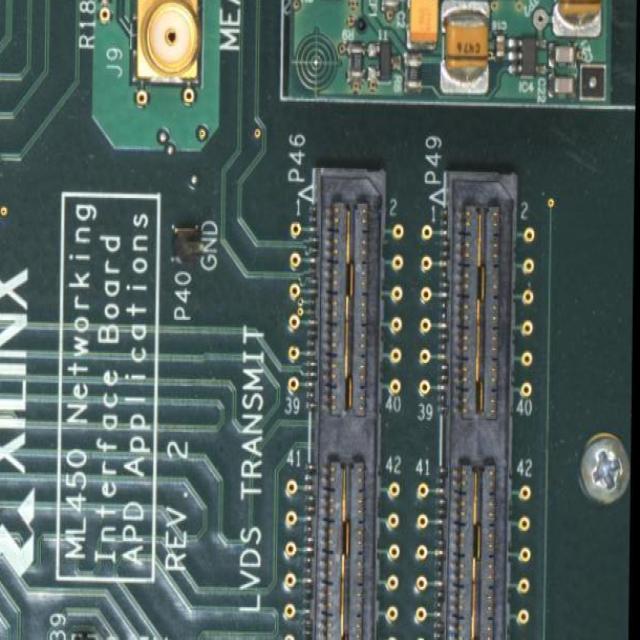 R18
J9
MEA
P46
P49
2
2
GND
P40
XILINX
ML450 Networking
Interface Board
APD Applications
REV. 2
LVDS TRANSMIT
39
40
39
40
41
42
41
42
39